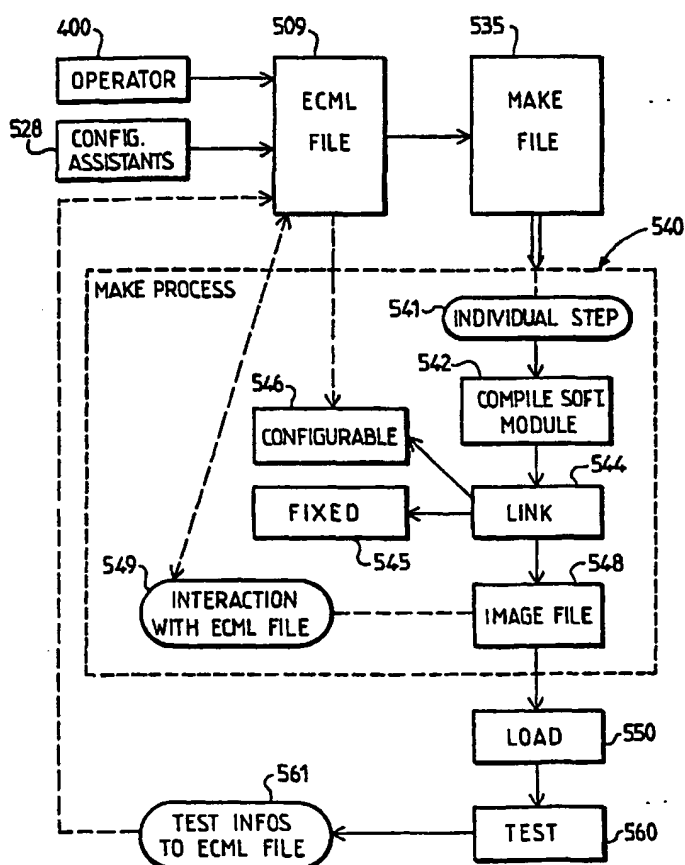 400
509
535
OPERATOR
ECML
FILE
MAKE
FILE
528
CONFIG.
ASSISTANTS
540
MAKE PROCESS
541
INDIVIDUAL STEP
542
546
COMPILE SOFT.
MODULE
CONFIGURABLE
544
FIXED
LINK
545
548
549
INTERACTION
WITH ECML FILE
IMAGE FILE
LOAD
550
561
TEST INFOS
TO ECML FILE
TEST
560